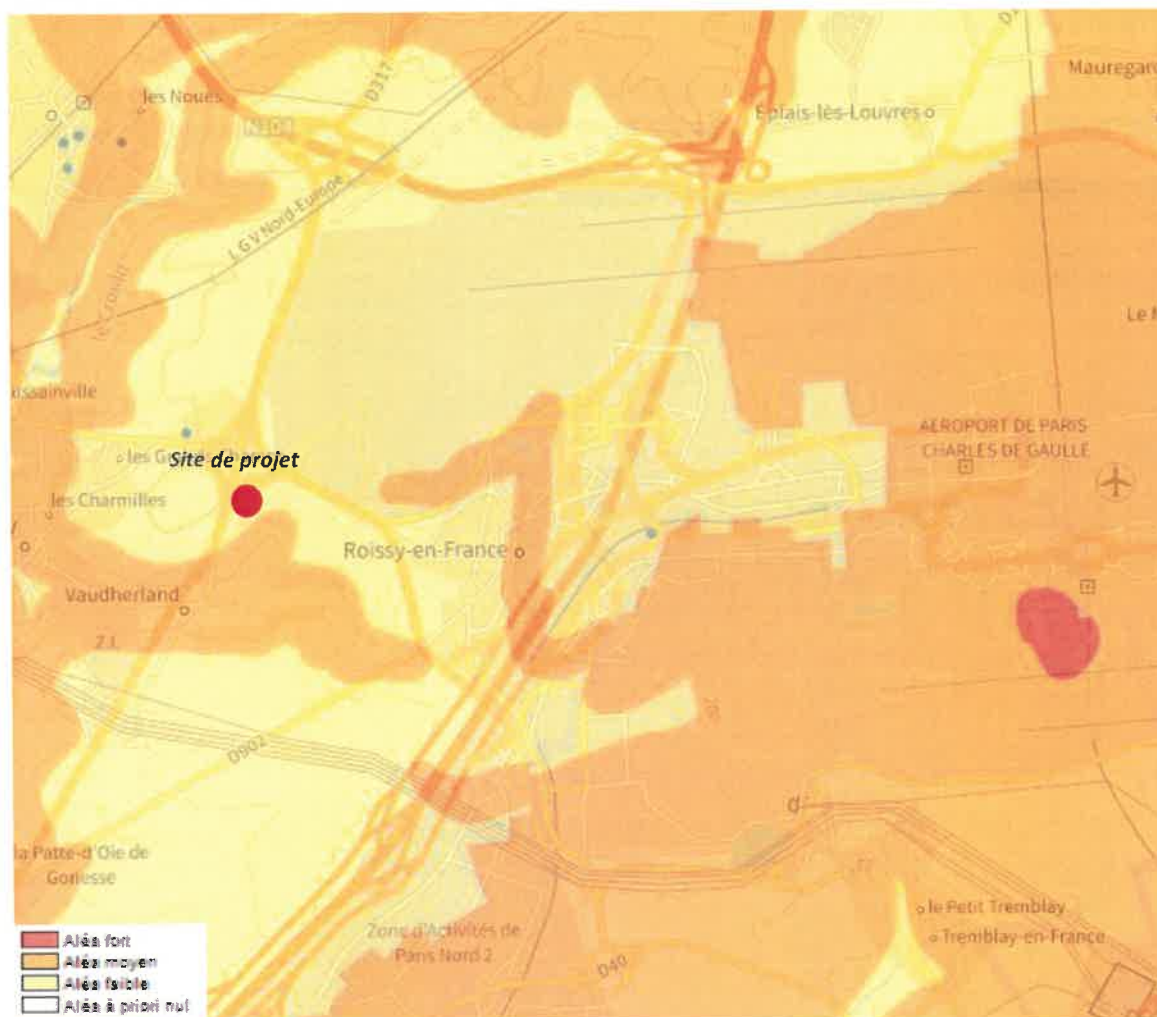 Mauregard
les Noues
D317
Epiais-lès-Louvres
N104
LGV Nord-Europe
le Croult
Le M
ussainville
AEROPORT DE PARIS
CHARLES DE GAULLE
les G
Site de projet
les Charmilles
Roissy-en-France
Vaudherland
Z.I.
D902
la Patte-d'Oie de
Gonesse
Zone d'Activités de
Paris Nord 2
D40
le Petit Tremblay
Tremblay-en-France
Aléa fort
Aléa moyen
Aléa faible
Aléa à priori nul